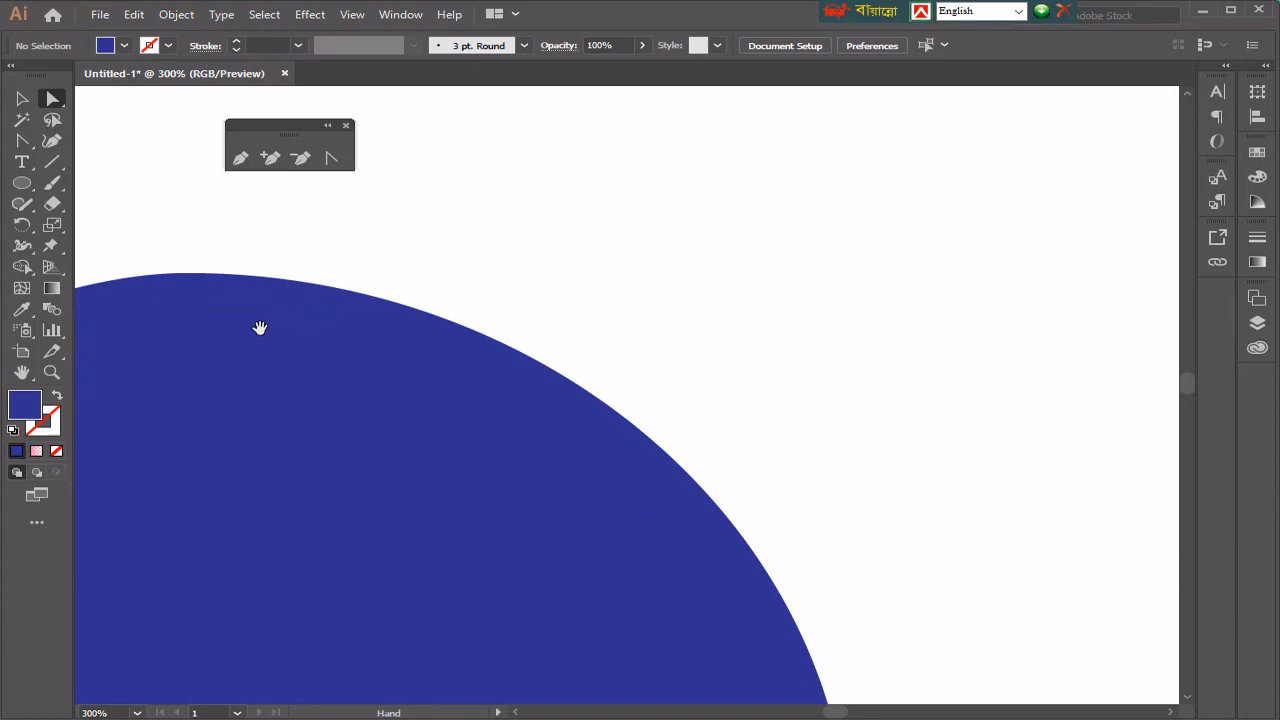 Ai File Edit Object Type Select Effect View Window Help
বায়ান্নো English Adobe Stock
No Selection Stroke: 3 pt. Round Opacity: 100% Style: Document Setup Preferences
Untitled-1* @ 300% (RGB/Preview)
300% 1 Hand